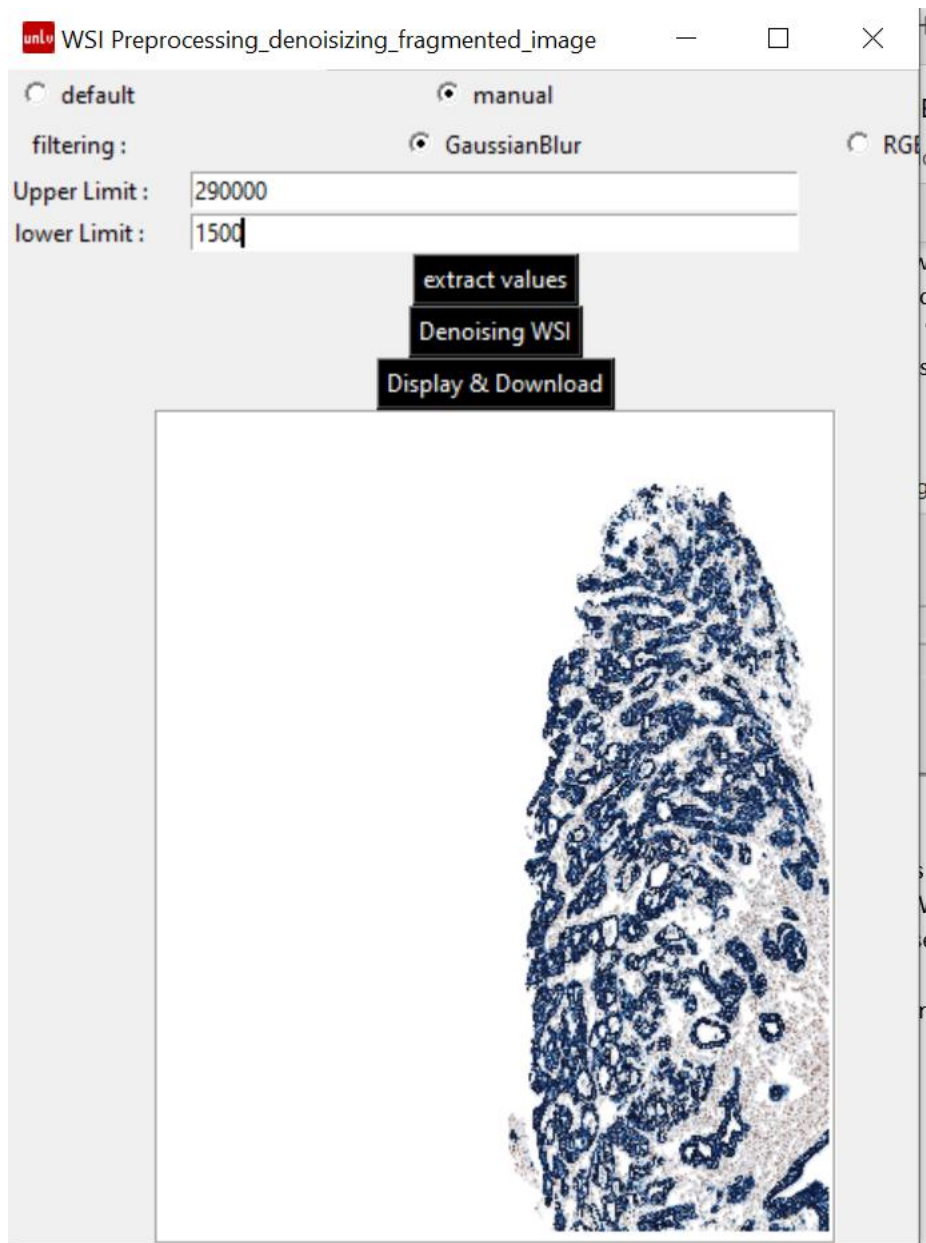 unlv WSI Preprocessing_denoisizing_fragmented_image
default manual
filtering : GaussianBlur RGB
Upper Limit : 290000
lower Limit : 1500
extract values
Denoising WSI
Display & Download